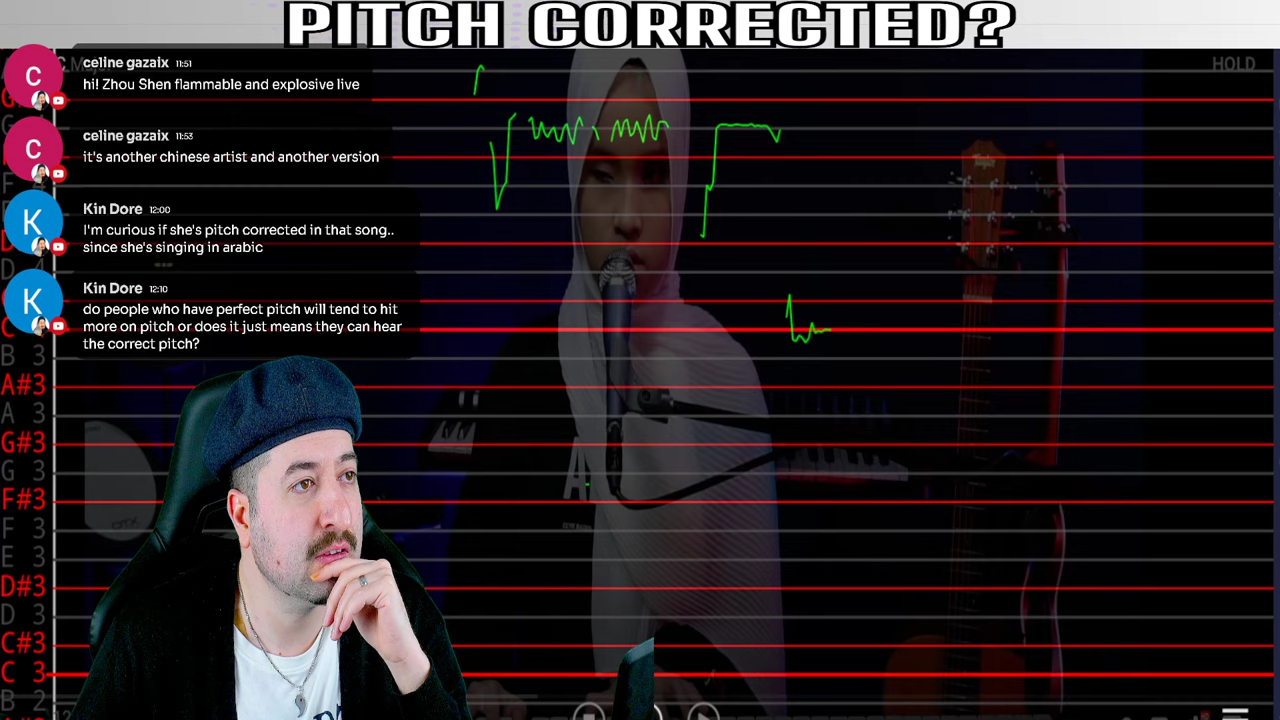 PITCH CORRECTED?
C Ma
HOLD
C
celine gazaix 11:51
hi! Zhou Shen flammable and explosive live
C
celine gazaix 11:53
it's another chinese artist and another version
K
Kin Dore 12:00
I'm curious if she's pitch corrected in that song..
since she's singing in arabic
K
Kin Dore 12:10
do people who have perfect pitch will tend to hit
more on pitch or does it just means they can hear
the correct pitch?
F 4
D 4
C
B 3
A#3
A 3
G#3
G 3
F#3
F 3
E 3
D#3
D 3
C#3
C 3
B 2